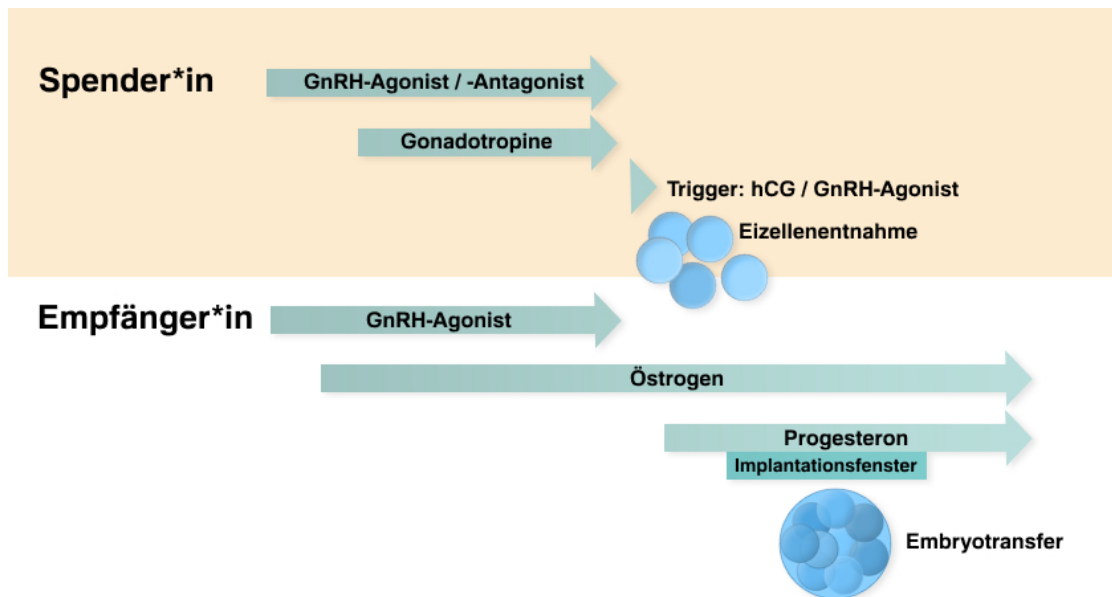 Spender*in
GnRH-Agonist / -Antagonist
Gonadotropine
Trigger: hCG / GnRH-Agonist
Eizellenentnahme
Empfänger*in
GnRH-Agonist
Östrogen
Progesteron
Implantationsfenster
Embryotransfer